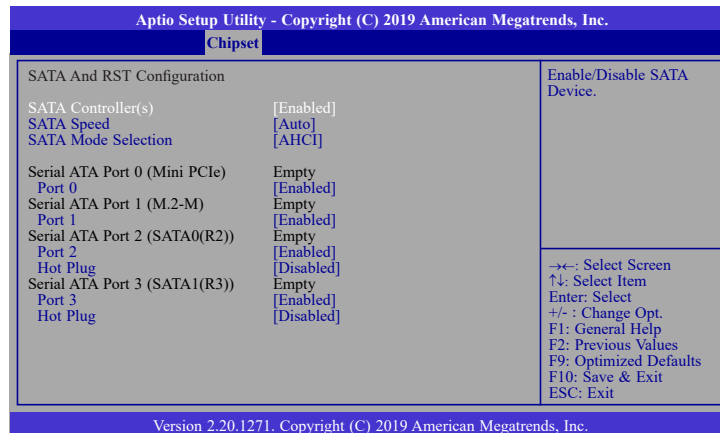 Aptio Setup Utility - Copyright (C) 2019 American Megatrends, Inc.
Chipset
SATA And RST Configuration
SATA Controller(s) [Enabled]
SATA Speed [Auto]
SATA Mode Selection [AHCI]
Serial ATA Port 0 (Mini PCIe) Empty
Port 0 [Enabled]
Serial ATA Port 1 (M.2-M) Empty
Port 1 [Enabled]
Serial ATA Port 2 (SATA0(R2)) Empty
Port 2 [Enabled]
Hot Plug [Disabled]
Serial ATA Port 3 (SATA1(R3)) Empty
Port 3 [Enabled]
Hot Plug [Disabled]
Enable/Disable SATA
Device.
→←: Select Screen
↑↓: Select Item
Enter: Select
+/- : Change Opt.
F1: General Help
F2: Previous Values
F9: Optimized Defaults
F10: Save & Exit
ESC: Exit
Version 2.20.1271. Copyright (C) 2019 American Megatrends, Inc.